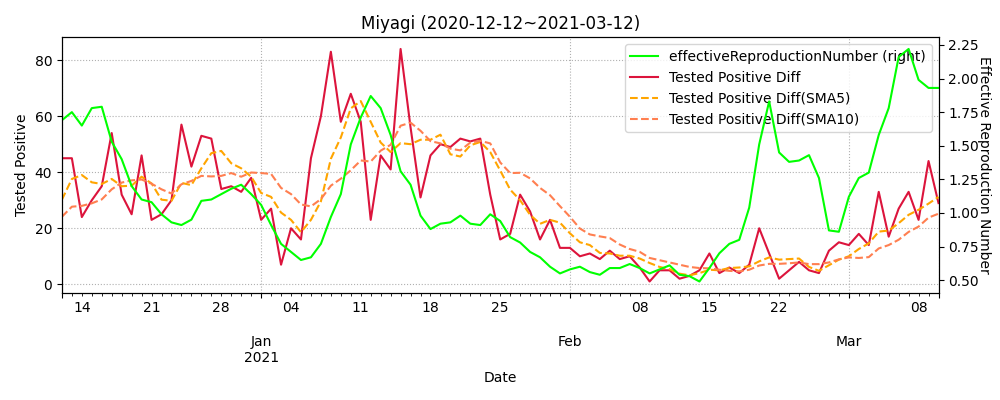 Miyagi (2020-12-12~2021-03-12)
effectiveReproductionNumber (right)
Tested Positive Diff
Tested Positive Diff(SMA5)
Tested Positive Diff(SMA10)
Tested Positive
80
60
40
20
0
2.25
2.00
1.75
1.50
1.25
1.00
0.75
0.50
Effective Reproduction Number
14 21 28 04 11 18 25 08 15 22 08
Jan Feb Mar
2021
Date